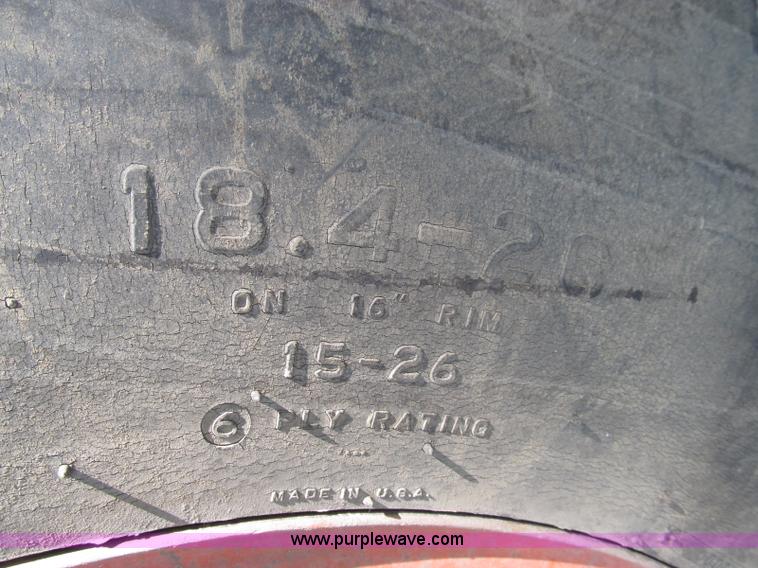 18.4-26
ON 16" RIM
15-26
6 PLY RATING
MADE IN U.S.A.
www.purplewave.com